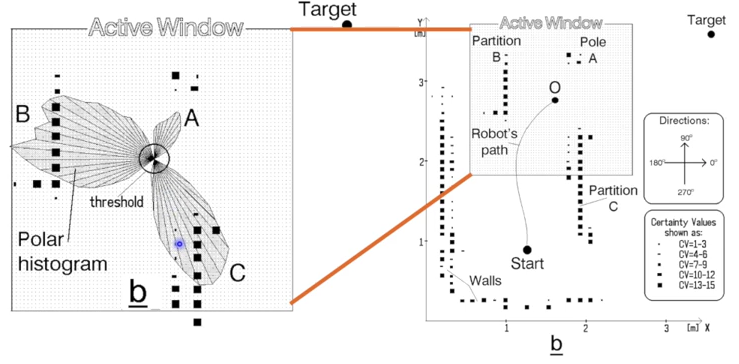 Target
Active Window
B
A
threshold
Polar
histogram
C
b
Y
[m]
Active Window
Target
Partition
B
Pole
A
3
O
Robot's
path
2
Partition
C
1
Start
Walls
1
2
3
[m] X
b
Directions:
90°
180°
0°
270°
Certainty Values
shown as:
CV=1-3
CV=4-6
CV=7-9
CV=10-12
CV=13-15